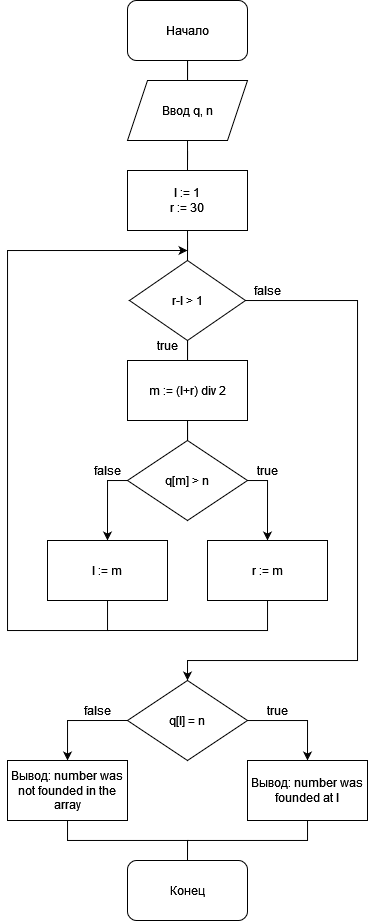 Начало
Ввод q, n
l := 1
r := 30
r-l > 1
false
true
m := (l+r) div 2
q[m] > n
false
true
l := m
r := m
q[l] = n
false
true
Вывод: number was
not founded in the
array
Вывод: number was
founded at l
Конец